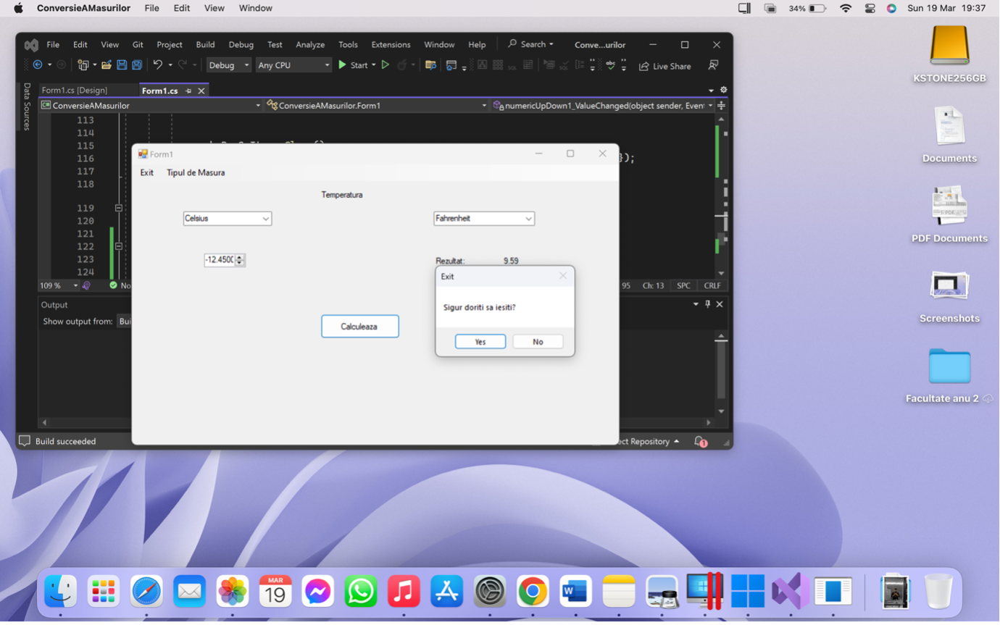 ConversieAMasurilor File Edit View Window 34% Sun 19 Mar 19:37
File Edit View Git Project Build Debug Test Analyze Tools Extensions Window Help Search Conve...urilor
Debug Any CPU Start Live Share
Data Sources
Form1.cs [Design] Form1.cs
ConversieAMasurilor ConversieAMasurilor.Form1 numericUpDown1_ValueChanged(object sender, Event
113
114
115
116 });
117
118
119
120
121
122
123
124
109 % No 95 Ch: 13 SPC CRLF
Output
Show output from: Bui
Build succeeded ect Repository 1
Form1
Exit Tipul de Masura
Temperatura
Celsius Fahrenheit
-12.450
Rezultat: 9.59
Calculeaza
Exit
Sigur doriti sa iesiti?
Yes No
KSTONE256GB
Documents
PDF Documents
Screenshots
Facultate anu 2
MAR
19
W